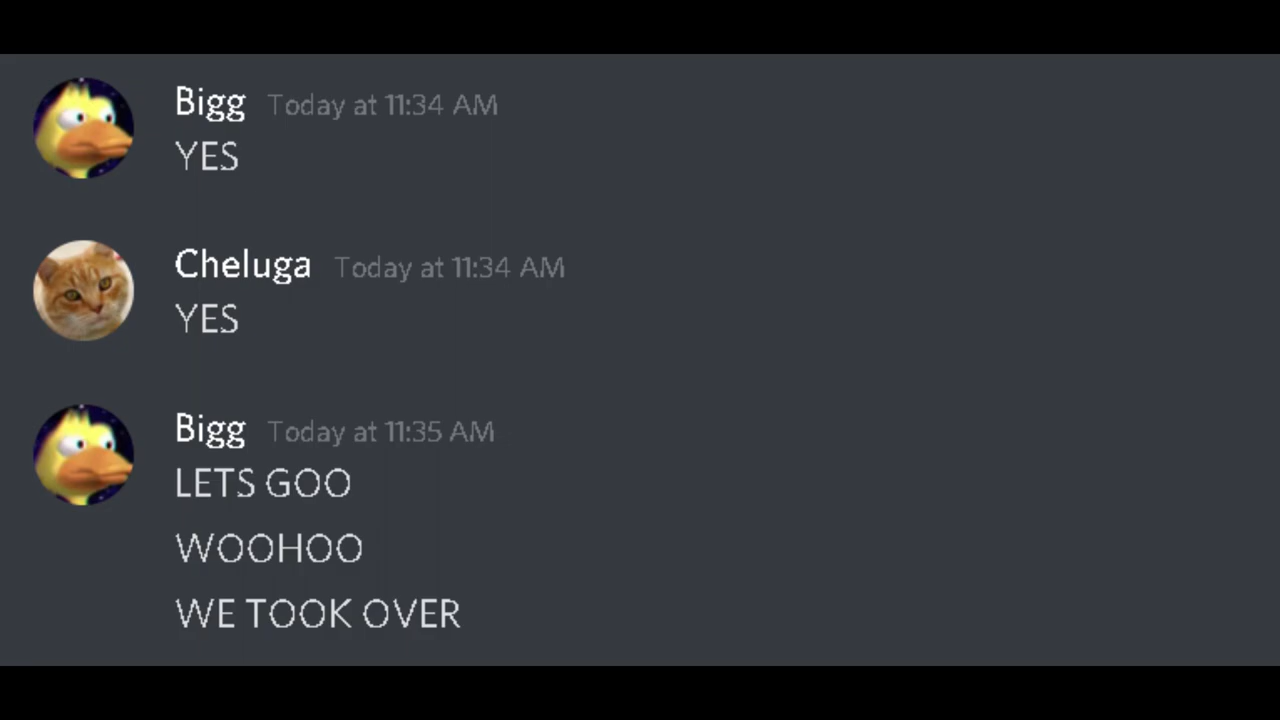 Bigg Today at 11:34 AM
YES
Cheluga Today at 11:34 AM
YES
Bigg Today at 11:35 AM
LETS GOO
WOOHOO
WE TOOK OVER